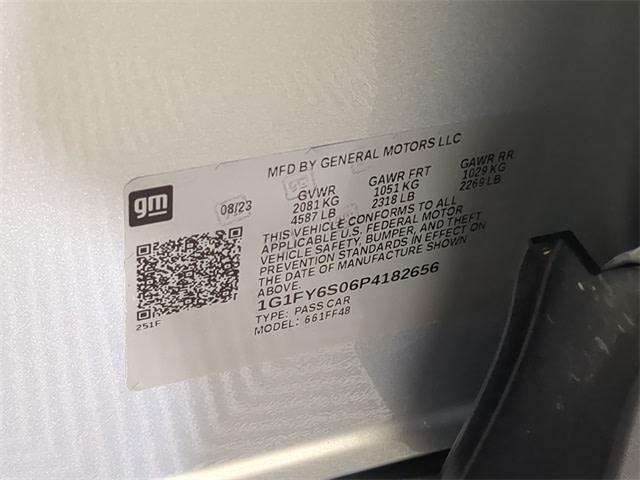 MFD BY GENERAL MOTORS LLC
gm
08/23
GVWR GAWR FRT GAWR RR
2081 KG 1051 KG 1029 KG
4587 LB 2318 LB 2269 LB
THIS VEHICLE CONFORMS TO ALL
APPLICABLE U.S. FEDERAL MOTOR
VEHICLE SAFETY, BUMPER, AND THEFT
PREVENTION STANDARDS IN EFFECT ON
THE DATE OF MANUFACTURE SHOWN
ABOVE.
1G1FY6S06P4182656
TYPE: PASS CAR
MODEL: 661FF48
251F